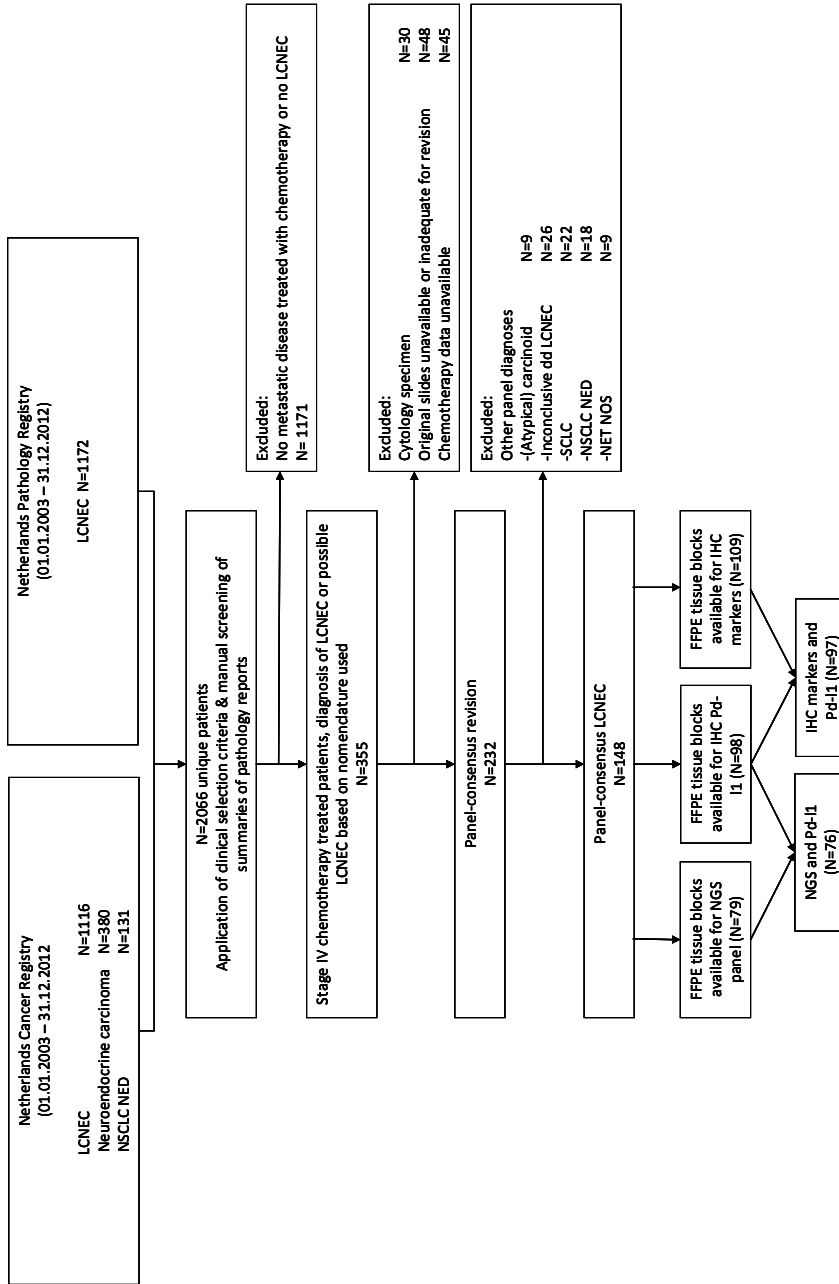 Netherlands Cancer Registry
(01.01.2003 – 31.12.2012
LCNEC N=1116
Neuroendocrine carcinoma N=380
NSCLC NED N=131
Netherlands Pathology Registry
(01.01.2003 – 31.12.2012)
LCNEC N=1172
N=2066 unique patients
Application of clinical selection criteria & manual screening of
summaries of pathology reports
Excluded:
No metastatic disease treated with chemotherapy or no LCNEC
N= 1171
Stage IV chemotherapy treated patients, diagnosis of LCNEC or possible
LCNEC based on nomenclature used
N=355
Excluded:
Cytology specimen N=30
Original slides unavailable or inadequate for revision N=48
Chemotherapy data unavailable N=45
Panel-consensus revision
N=232
Excluded:
Other panel diagnoses
-(Atypical) carcinoid N=9
-Inconclusive dd LCNEC N=26
-SCLC N=22
-NSCLC NED N=18
-NET NOS N=9
Panel-consensus LCNEC
N=148
FFPE tissue blocks
available for NGS
panel (N=79)
FFPE tissue blocks
available for IHC Pd-
l1 (N=98)
FFPE tissue blocks
available for IHC
markers (N=109)
NGS and Pd-l1
(N=76)
IHC markers and
Pd-l1 (N=97)